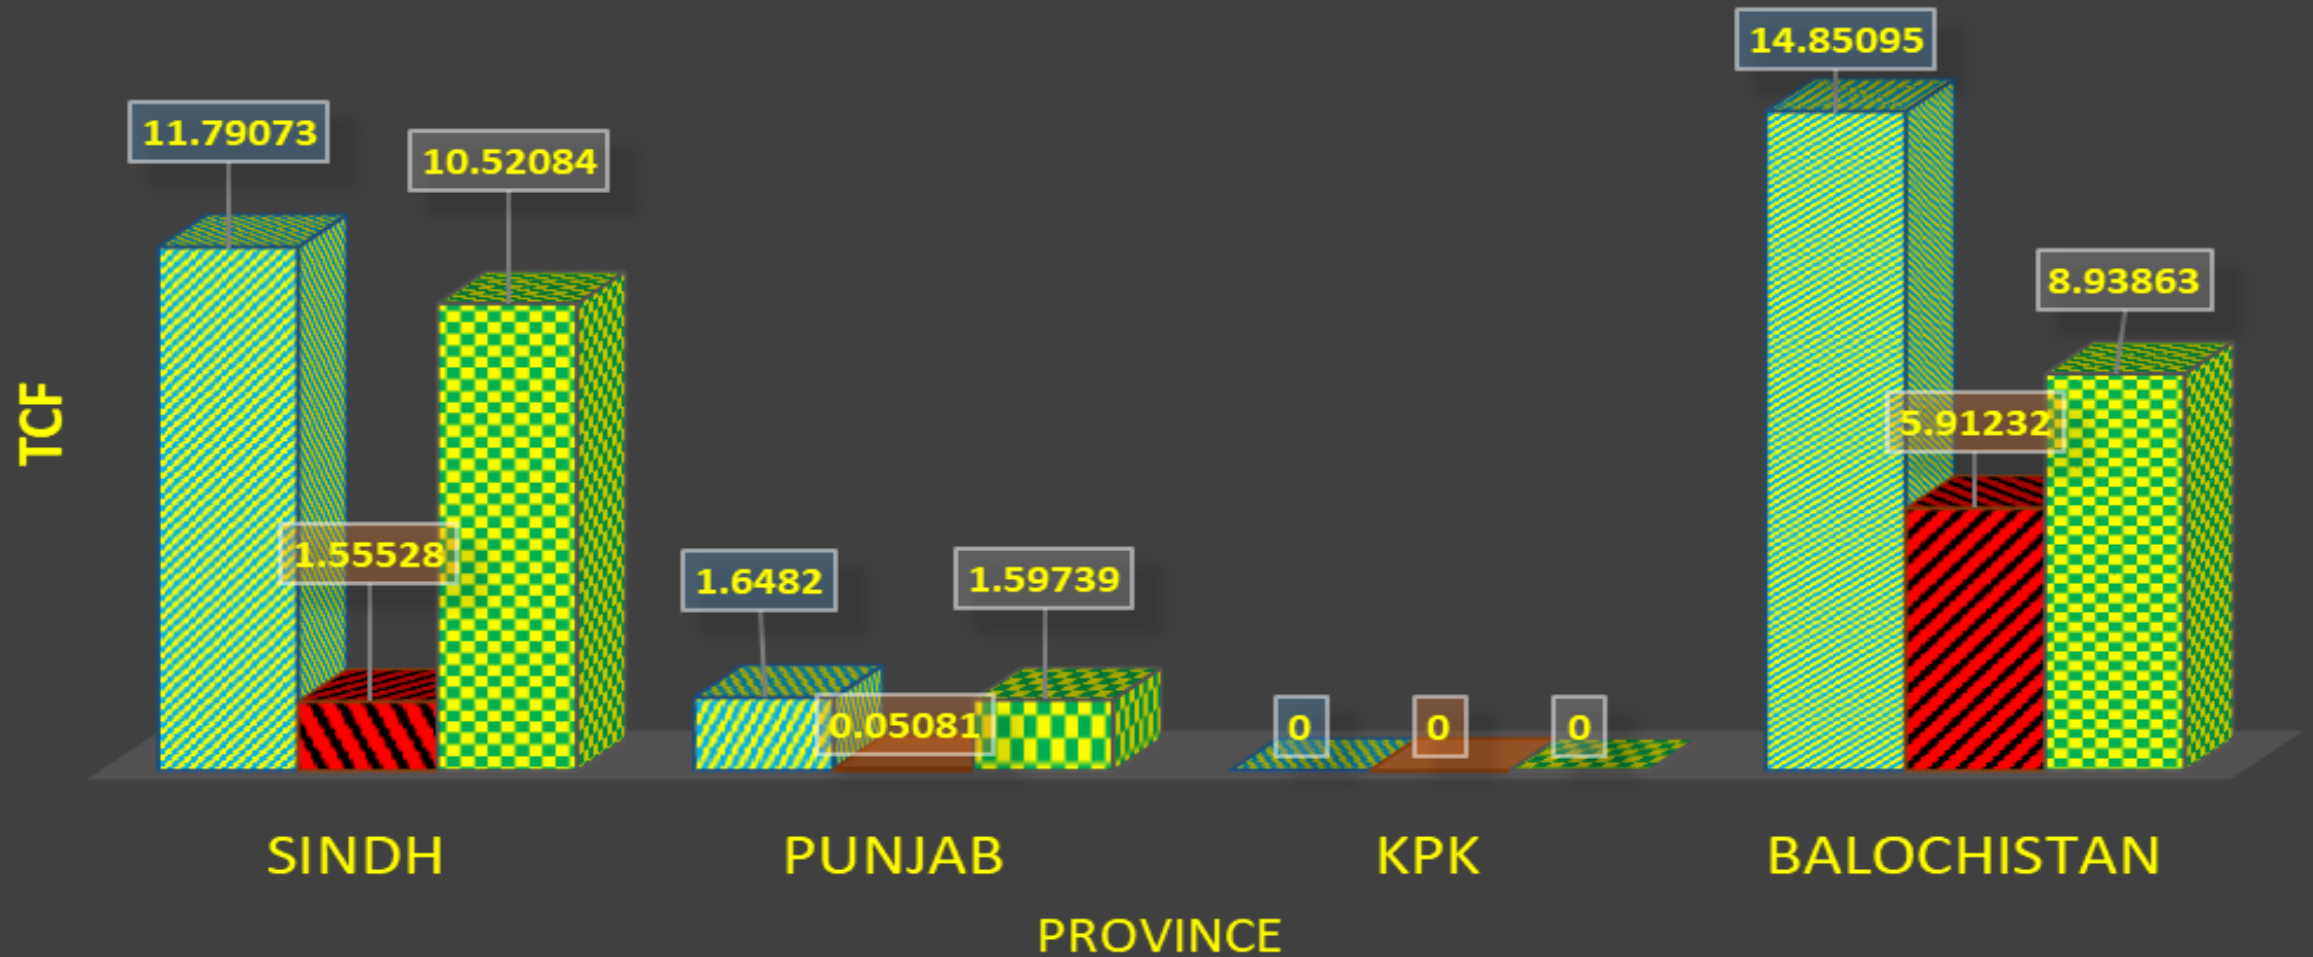 14.85095
11.79073
10.52084
8.93863
5.91232
1.55528
1.6482
1.59739
0.05081
0
0
0
TCF
SINDH
PUNJAB
KPK
BALOCHISTAN
PROVINCE